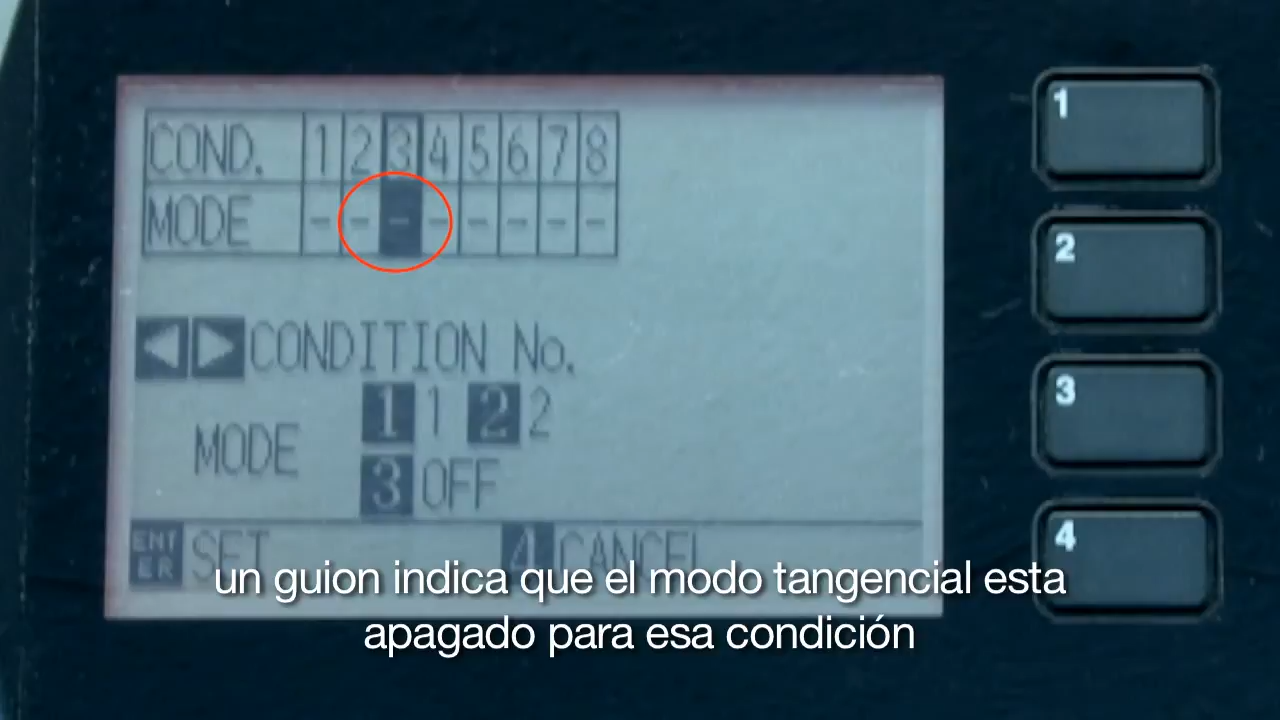 COND. 1 2 3 4 5 6 7 8
MODE - - - - - - - -
CONDITION No.
MODE 1 1 2 2
3 OFF
ENTER SET 4 CANCEL
un guion indica que el modo tangencial esta
apagado para esa condición
1
2
3
4